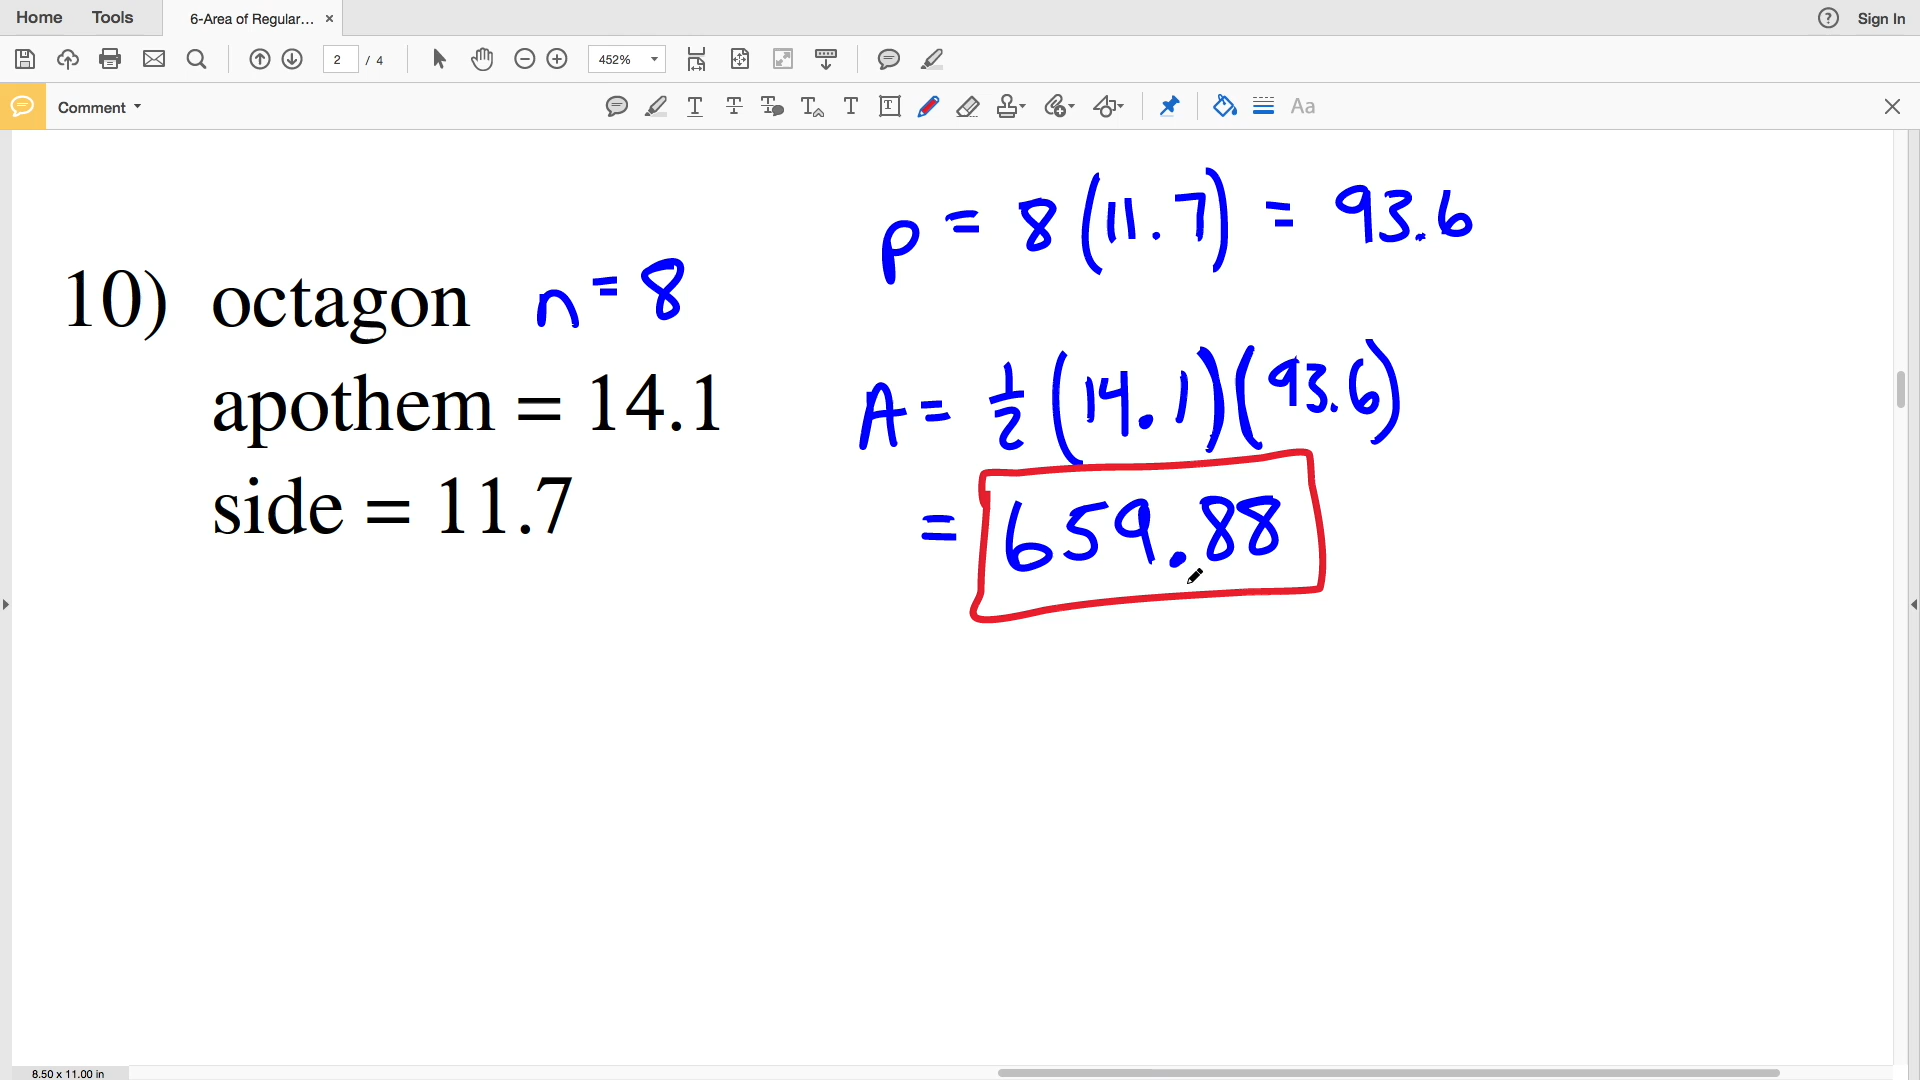 Home Tools 6-Area of Regular... × ? Sign In
2 / 4 452%
Comment T T T T T T Aa
p = 8 (11.7) = 93.6
10) octagon n = 8
apothem = 14.1
A = 1/2 (14.1)(93.6)
side = 11.7
= 659.88
8.50 x 11.00 in